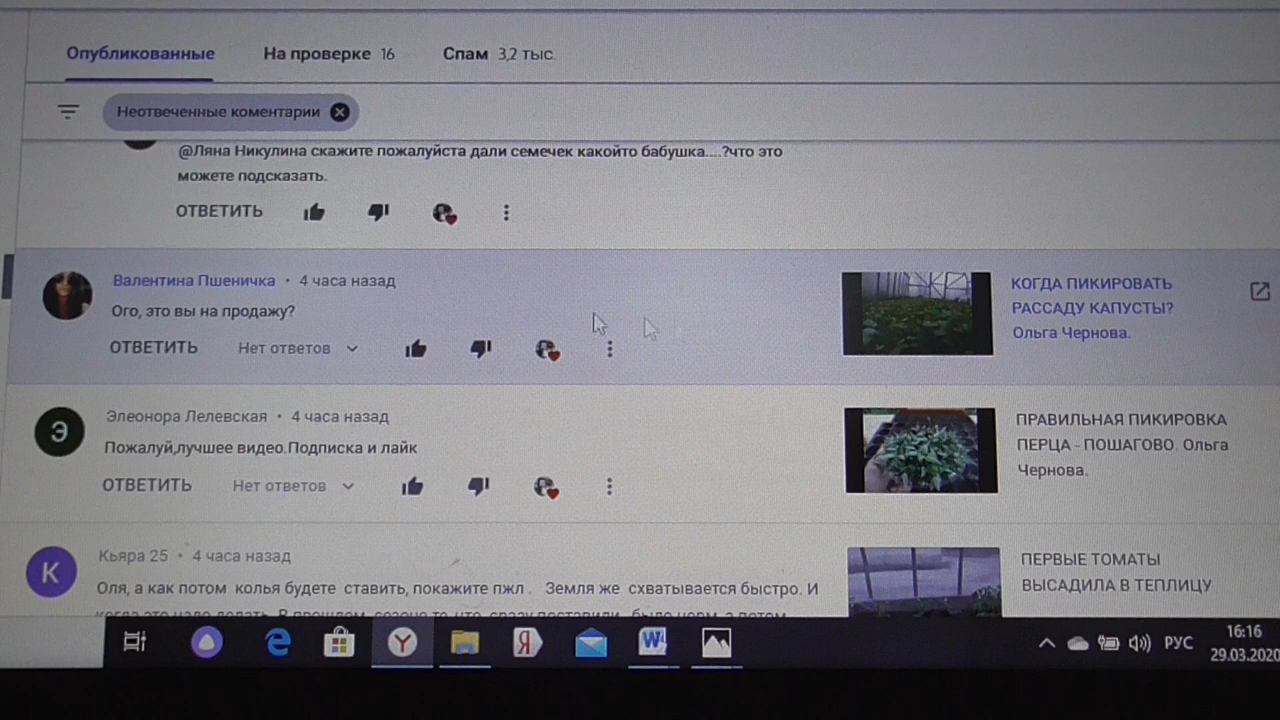 Опубликованные На проверке 16 Спам 3,2 тыс.
Неотвеченные коментарии
@Ляна Никулина скажите пожалуйста дали семечек какойто бабушка....?что это
можете подсказать.
ОТВЕТИТЬ
Валентина Пшеничка • 4 часа назад
Ого, это вы на продажу?
ОТВЕТИТЬ Нет ответов
КОГДА ПИКИРОВАТЬ
РАССАДУ КАПУСТЫ?
Ольга Чернова.
Элеонора Лелевская • 4 часа назад
Э
Пожалуй,лучшее видео.Подписка и лайк
ОТВЕТИТЬ Нет ответов
ПРАВИЛЬНАЯ ПИКИРОВКА
ПЕРЦА - ПОШАГОВО. Ольга
Чернова.
Кьяра 25 • 4 часа назад
К
Оля, а как потом колья будете ставить, покажите пжл . Земля же схватывается быстро. И
ПЕРВЫЕ ТОМАТЫ
ВЫСАДИЛА В ТЕПЛИЦУ
РУС
16:16
29.03.2020